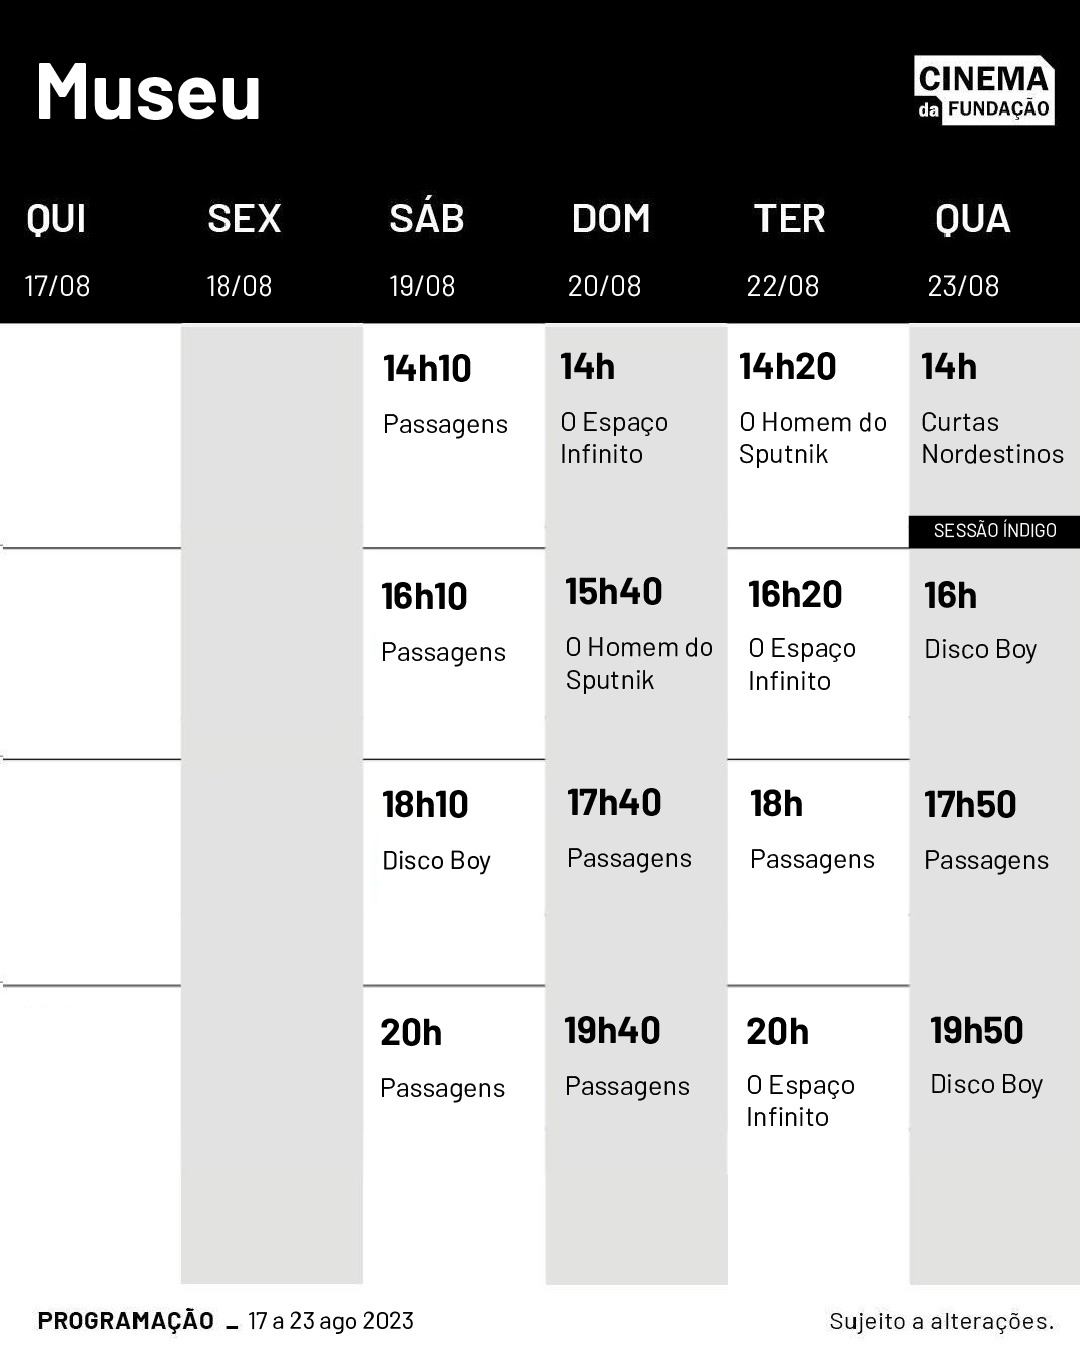 Museu
CINEMA
da FUNDAÇÃO
QUI SEX SÁB DOM TER QUA
17/08 18/08 19/08 20/08 22/08 23/08
14h10 14h 14h20 14h
Passagens O Espaço O Homem do Curtas
Infinito Sputnik Nordestinos
SESSÃO ÍNDIGO
16h10 15h40 16h20 16h
Passagens O Homem do O Espaço Disco Boy
Sputnik Infinito
18h10 17h40 18h 17h50
Disco Boy Passagens Passagens Passagens
20h 19h40 20h 19h50
Passagens Passagens O Espaço Disco Boy
Infinito
PROGRAMAÇÃO _ 17 a 23 ago 2023 Sujeito a alterações.